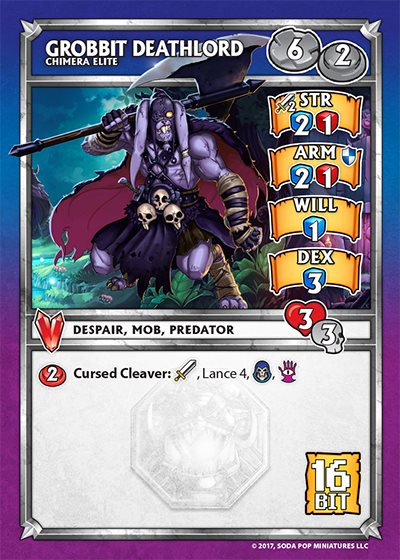 GROBBIT DEATHLORD
CHIMERA ELITE
6 2
2 STR
2 1
ARM
2 1
WILL
1
DEX
3
3
3
DESPAIR, MOB, PREDATOR
2 Cursed Cleaver: , Lance 4, ,
16
BIT
© 2017, SODA POP MINIATURES LLC